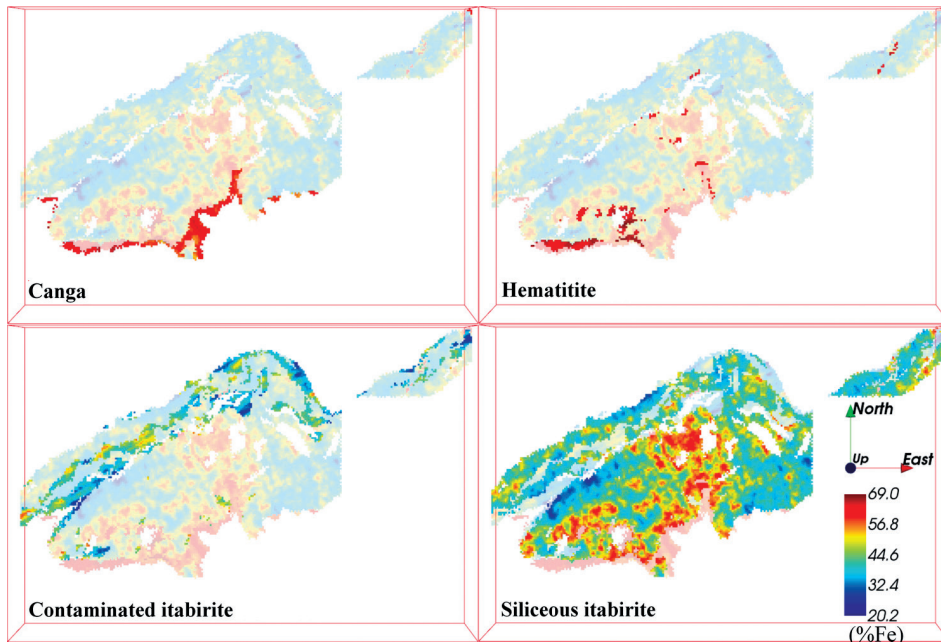 Canga
Hematitite
Contaminated itabirite
Siliceous itabirite
North
Up
East
69.0
56.8
44.6
32.4
20.2
(%Fe)